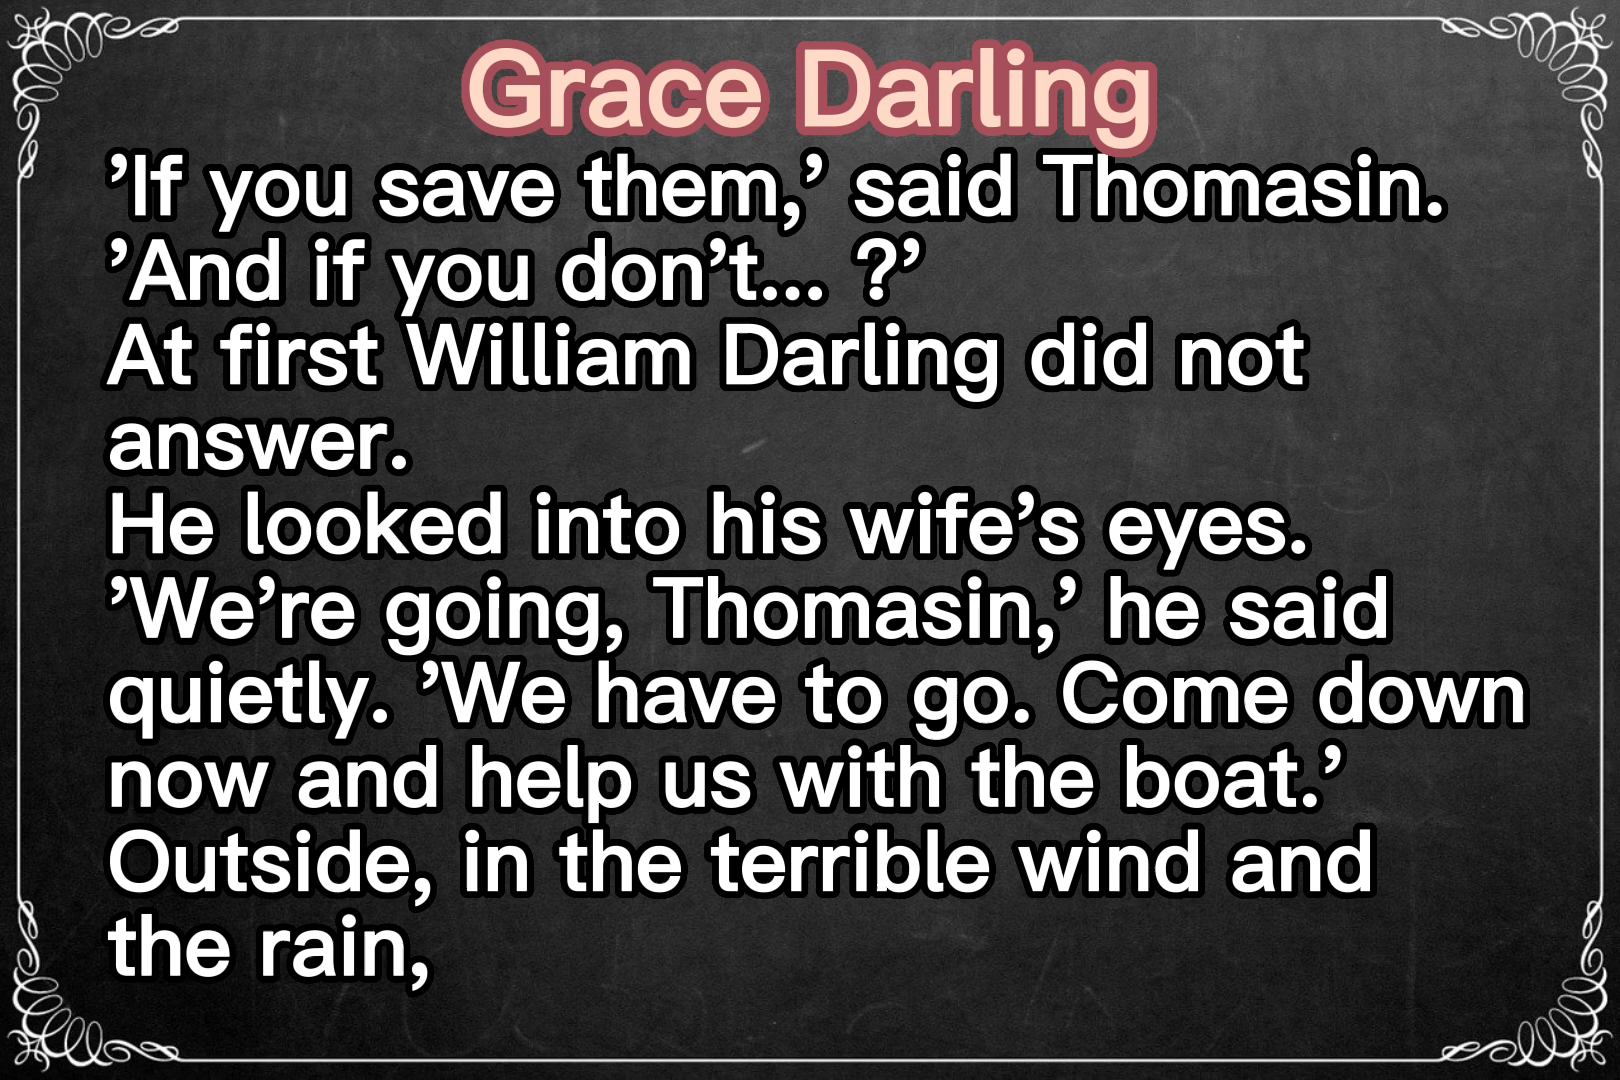 Grace Darling
’If you save them,’ said Thomasin.
’And if you don’t... ?’
At first William Darling did not
answer.
He looked into his wife’s eyes.
’We’re going, Thomasin,’ he said
quietly. ’We have to go. Come down
now and help us with the boat.’
Outside, in the terrible wind and
the rain,